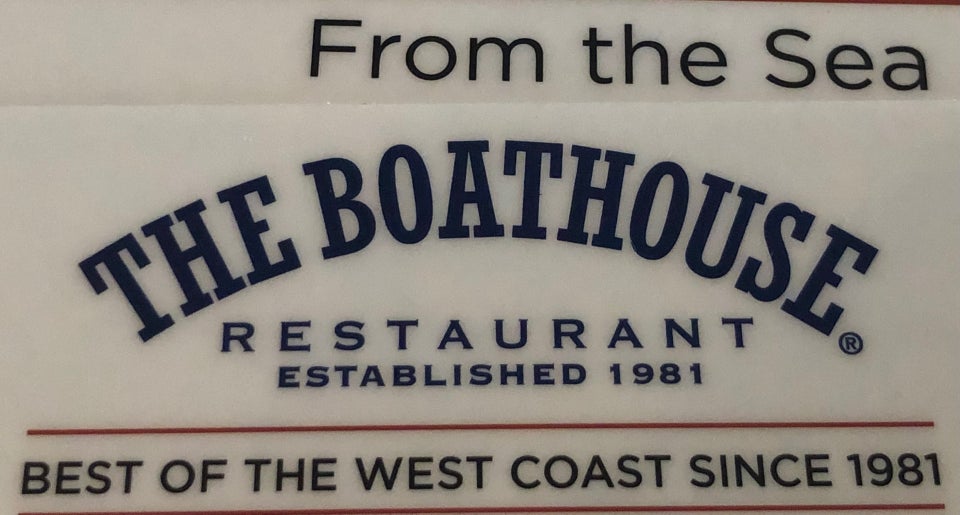 From the Sea
THE BOATHOUSE®
RESTAURANT
ESTABLISHED 1981
BEST OF THE WEST COAST SINCE 1981